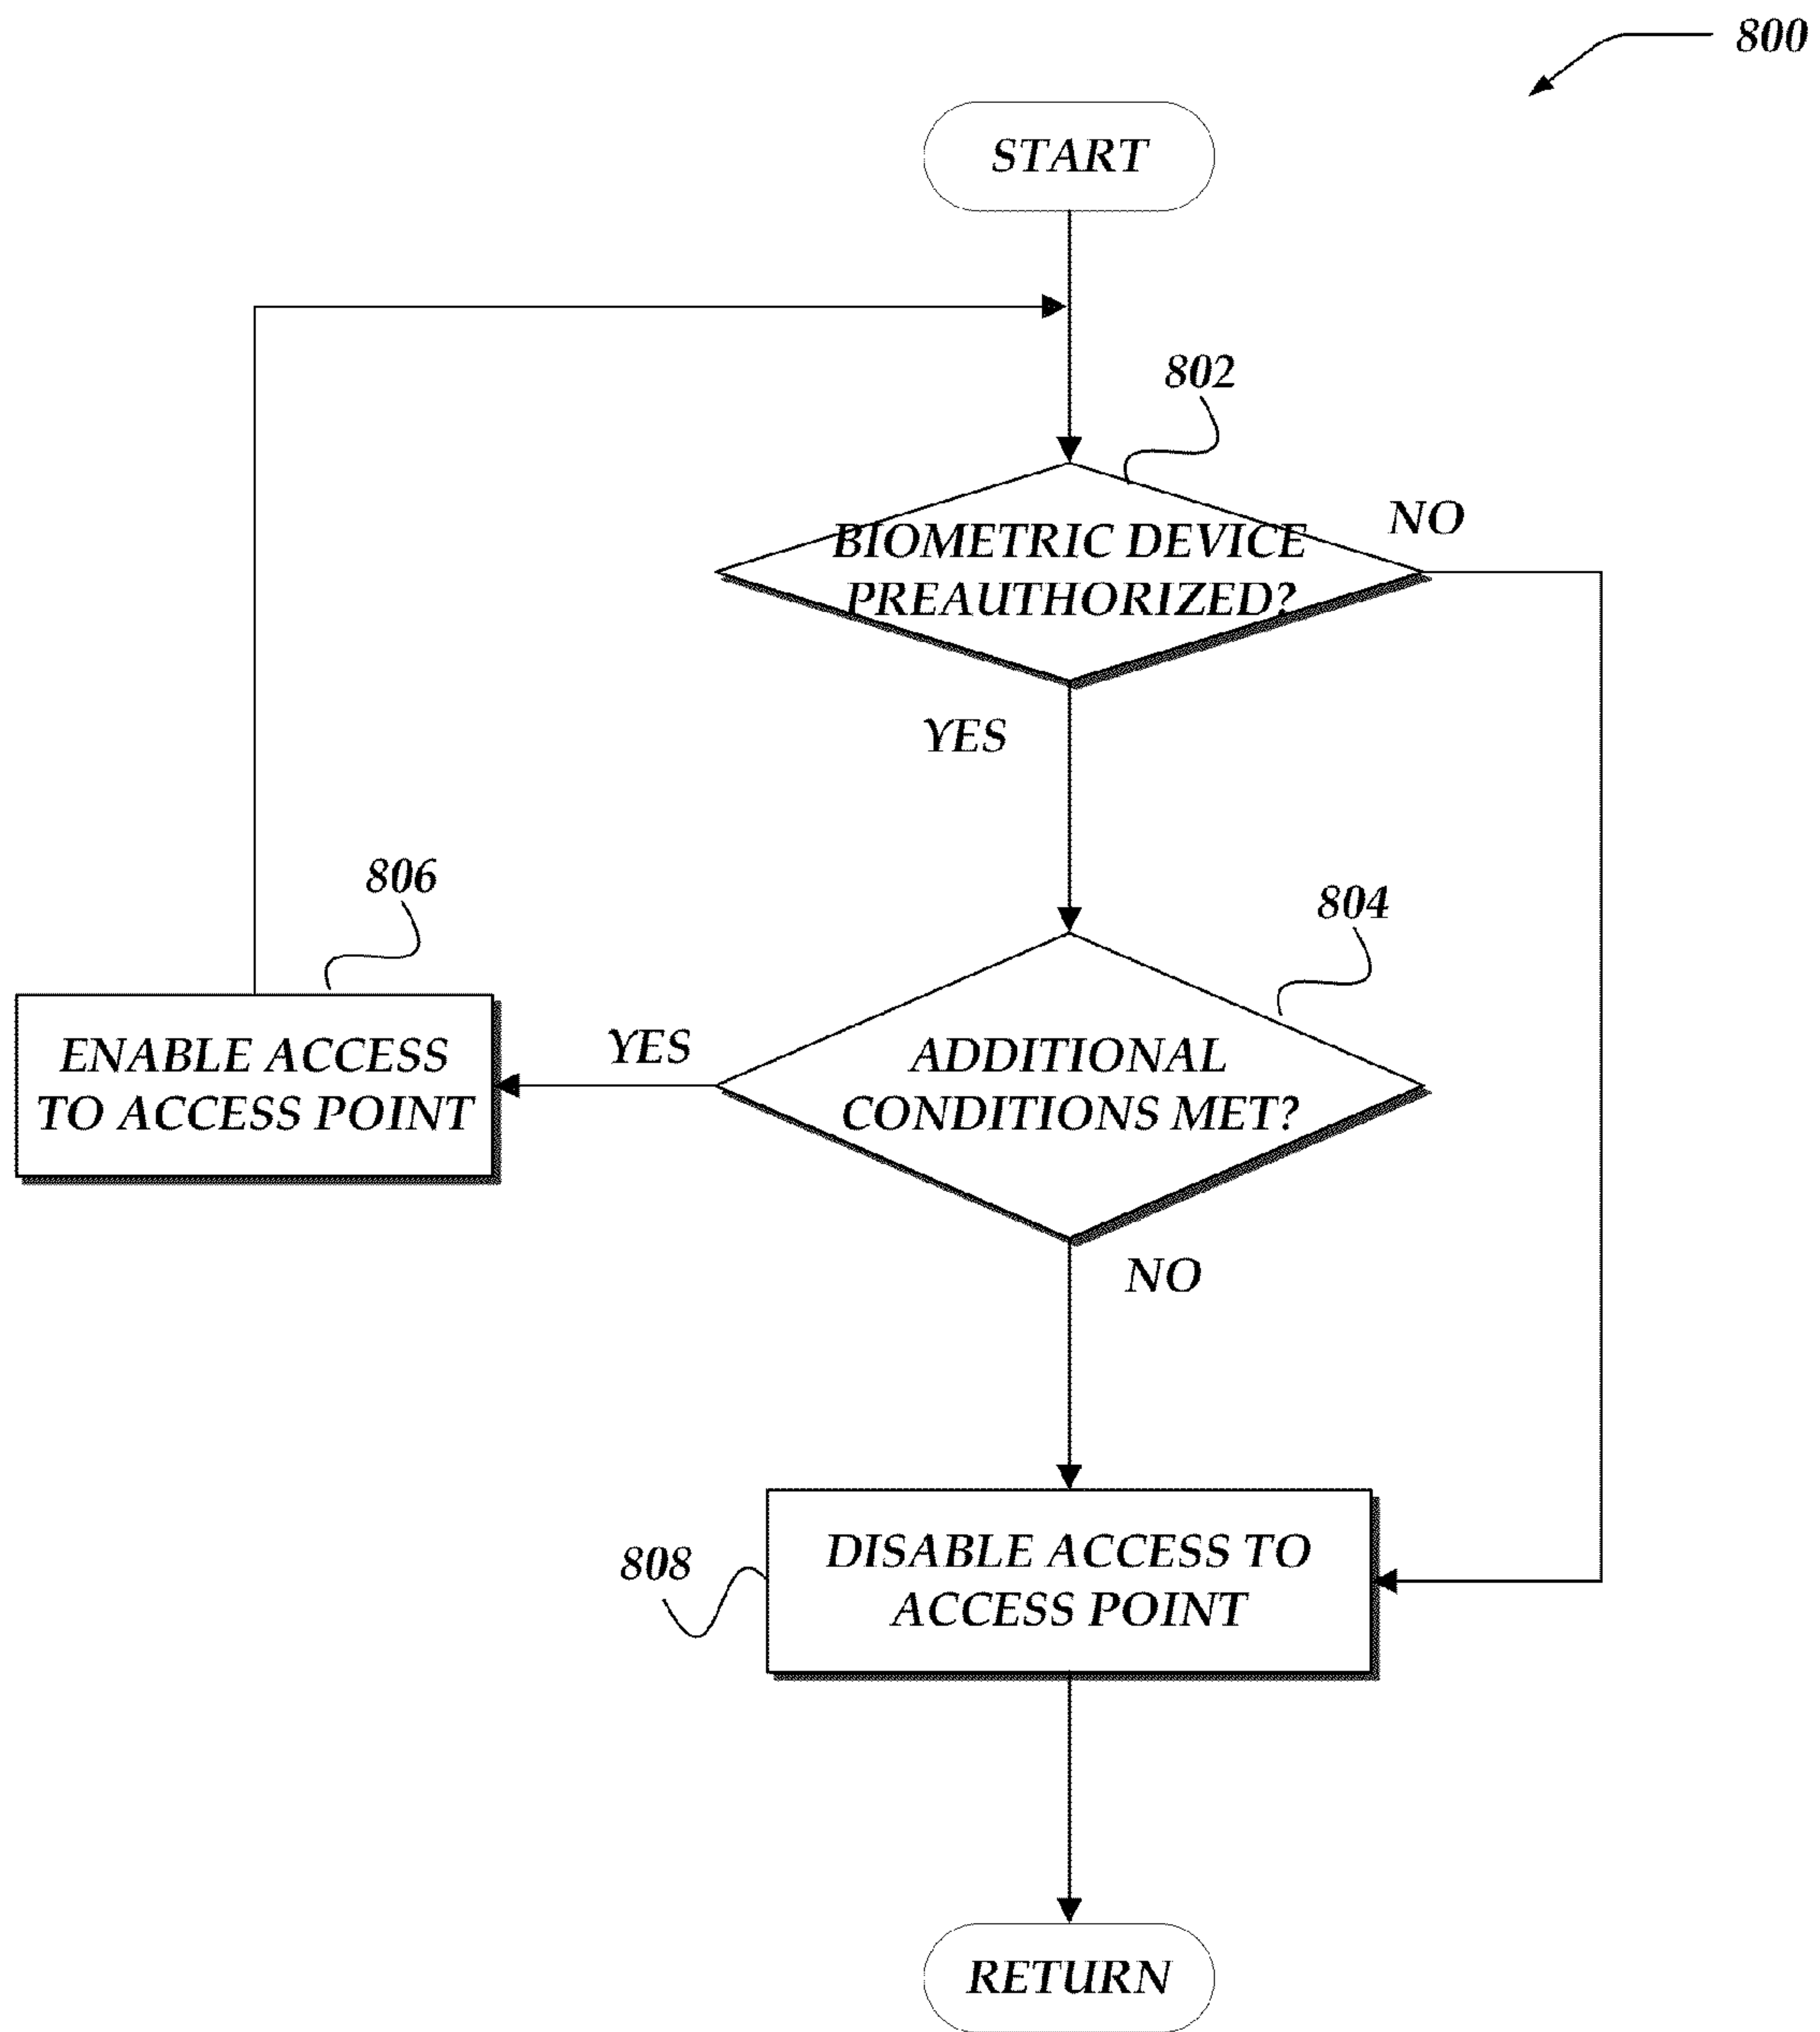 800
START
802
BIOMETRIC DEVICE
PREAUTHORIZED?
NO
YES
806
804
ENABLE ACCESS
TO ACCESS POINT
YES
ADDITIONAL
CONDITIONS MET?
NO
808
DISABLE ACCESS TO
ACCESS POINT
RETURN